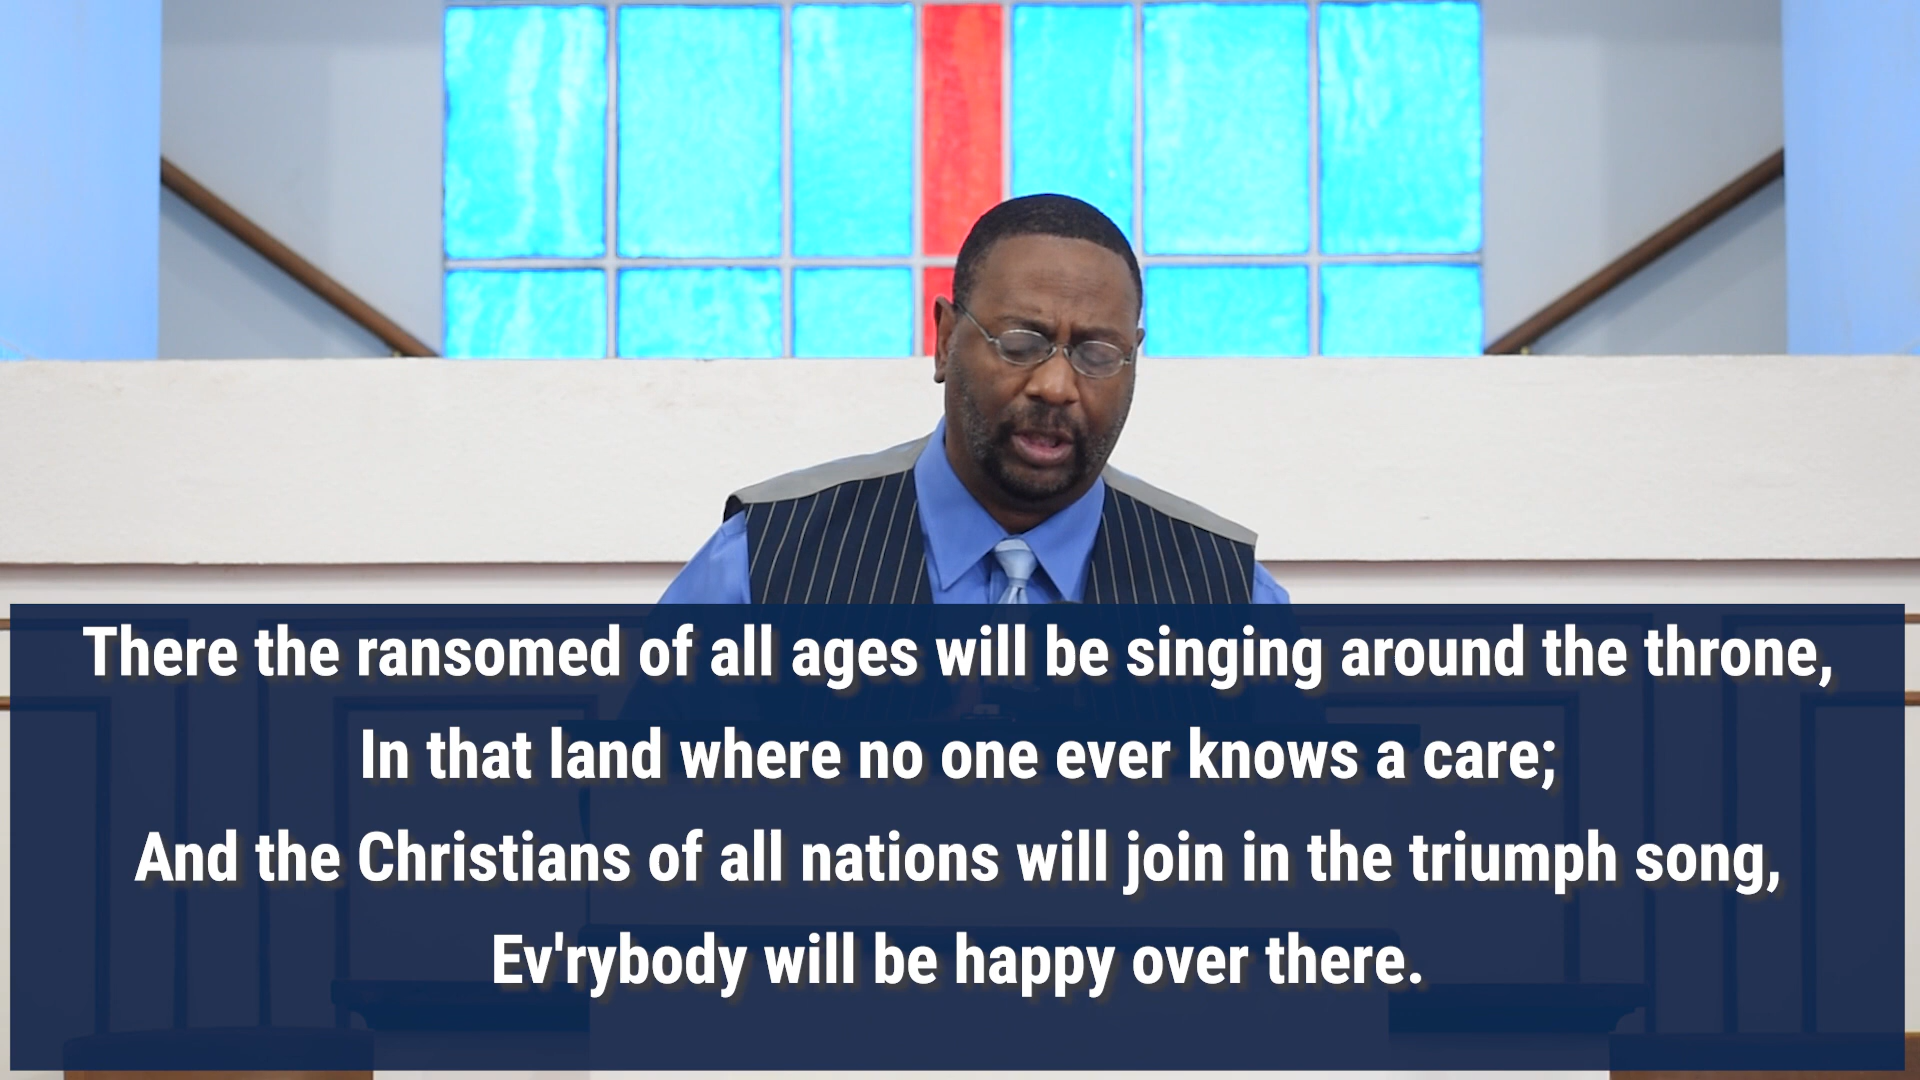 There the ransomed of all ages will be singing around the throne,
In that land where no one ever knows a care;
And the Christians of all nations will join in the triumph song,
Ev'rybody will be happy over there.